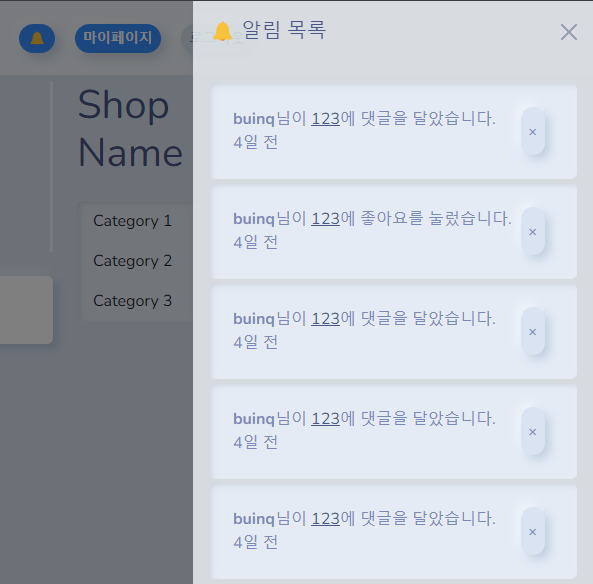 🔔 알림 목록
×
마이페이지
Shop
Name
Category 1
Category 2
Category 3
buinq님이 123에 댓글을 달았습니다.
4일 전
×
buinq님이 123에 좋아요를 눌렀습니다.
4일 전
×
buinq님이 123에 댓글을 달았습니다.
4일 전
×
buinq님이 123에 댓글을 달았습니다.
4일 전
×
buinq님이 123에 댓글을 달았습니다.
4일 전
×